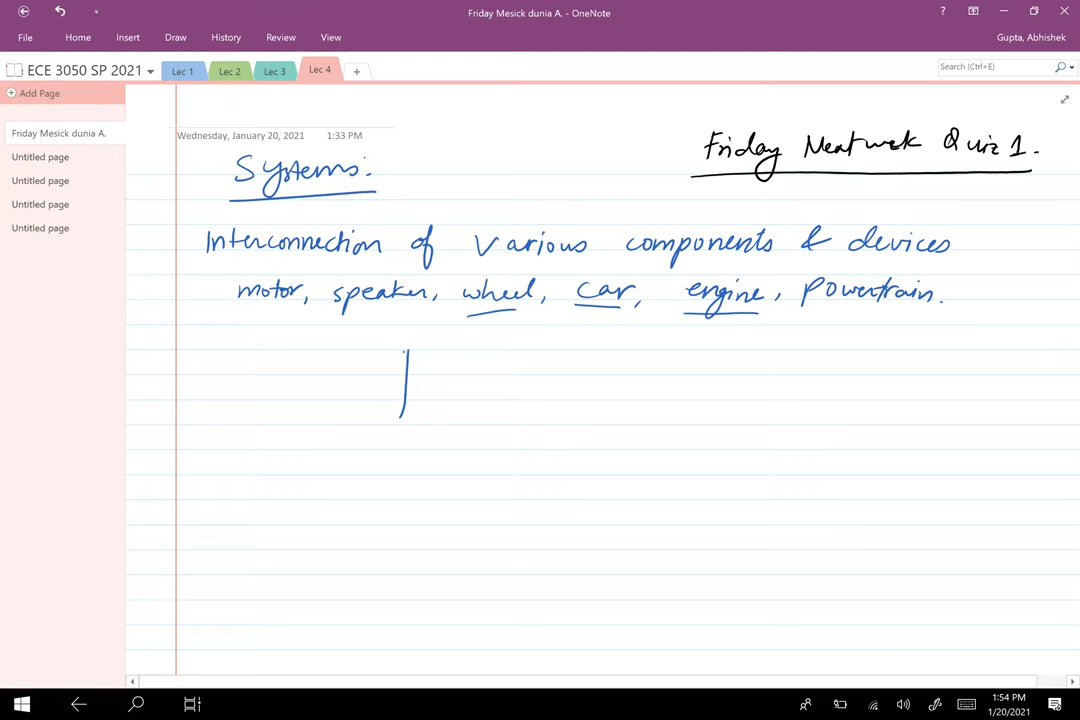 Friday Mesick dunia A. - OneNote
?
File Home Insert Draw History Review View
Gupta, Abhishek
ECE 3050 SP 2021
Lec 1 Lec 2 Lec 3 Lec 4 +
Search (Ctrl+E)
Add Page
Friday Mesick dunia A.
Untitled page
Untitled page
Untitled page
Untitled page
Wednesday, January 20, 2021 1:33 PM
Friday Quiz 1.
Systems:
Interconnection of various components & devices
motor, speaker, wheel, car, engine, powertrain.
1:54 PM
1/20/2021